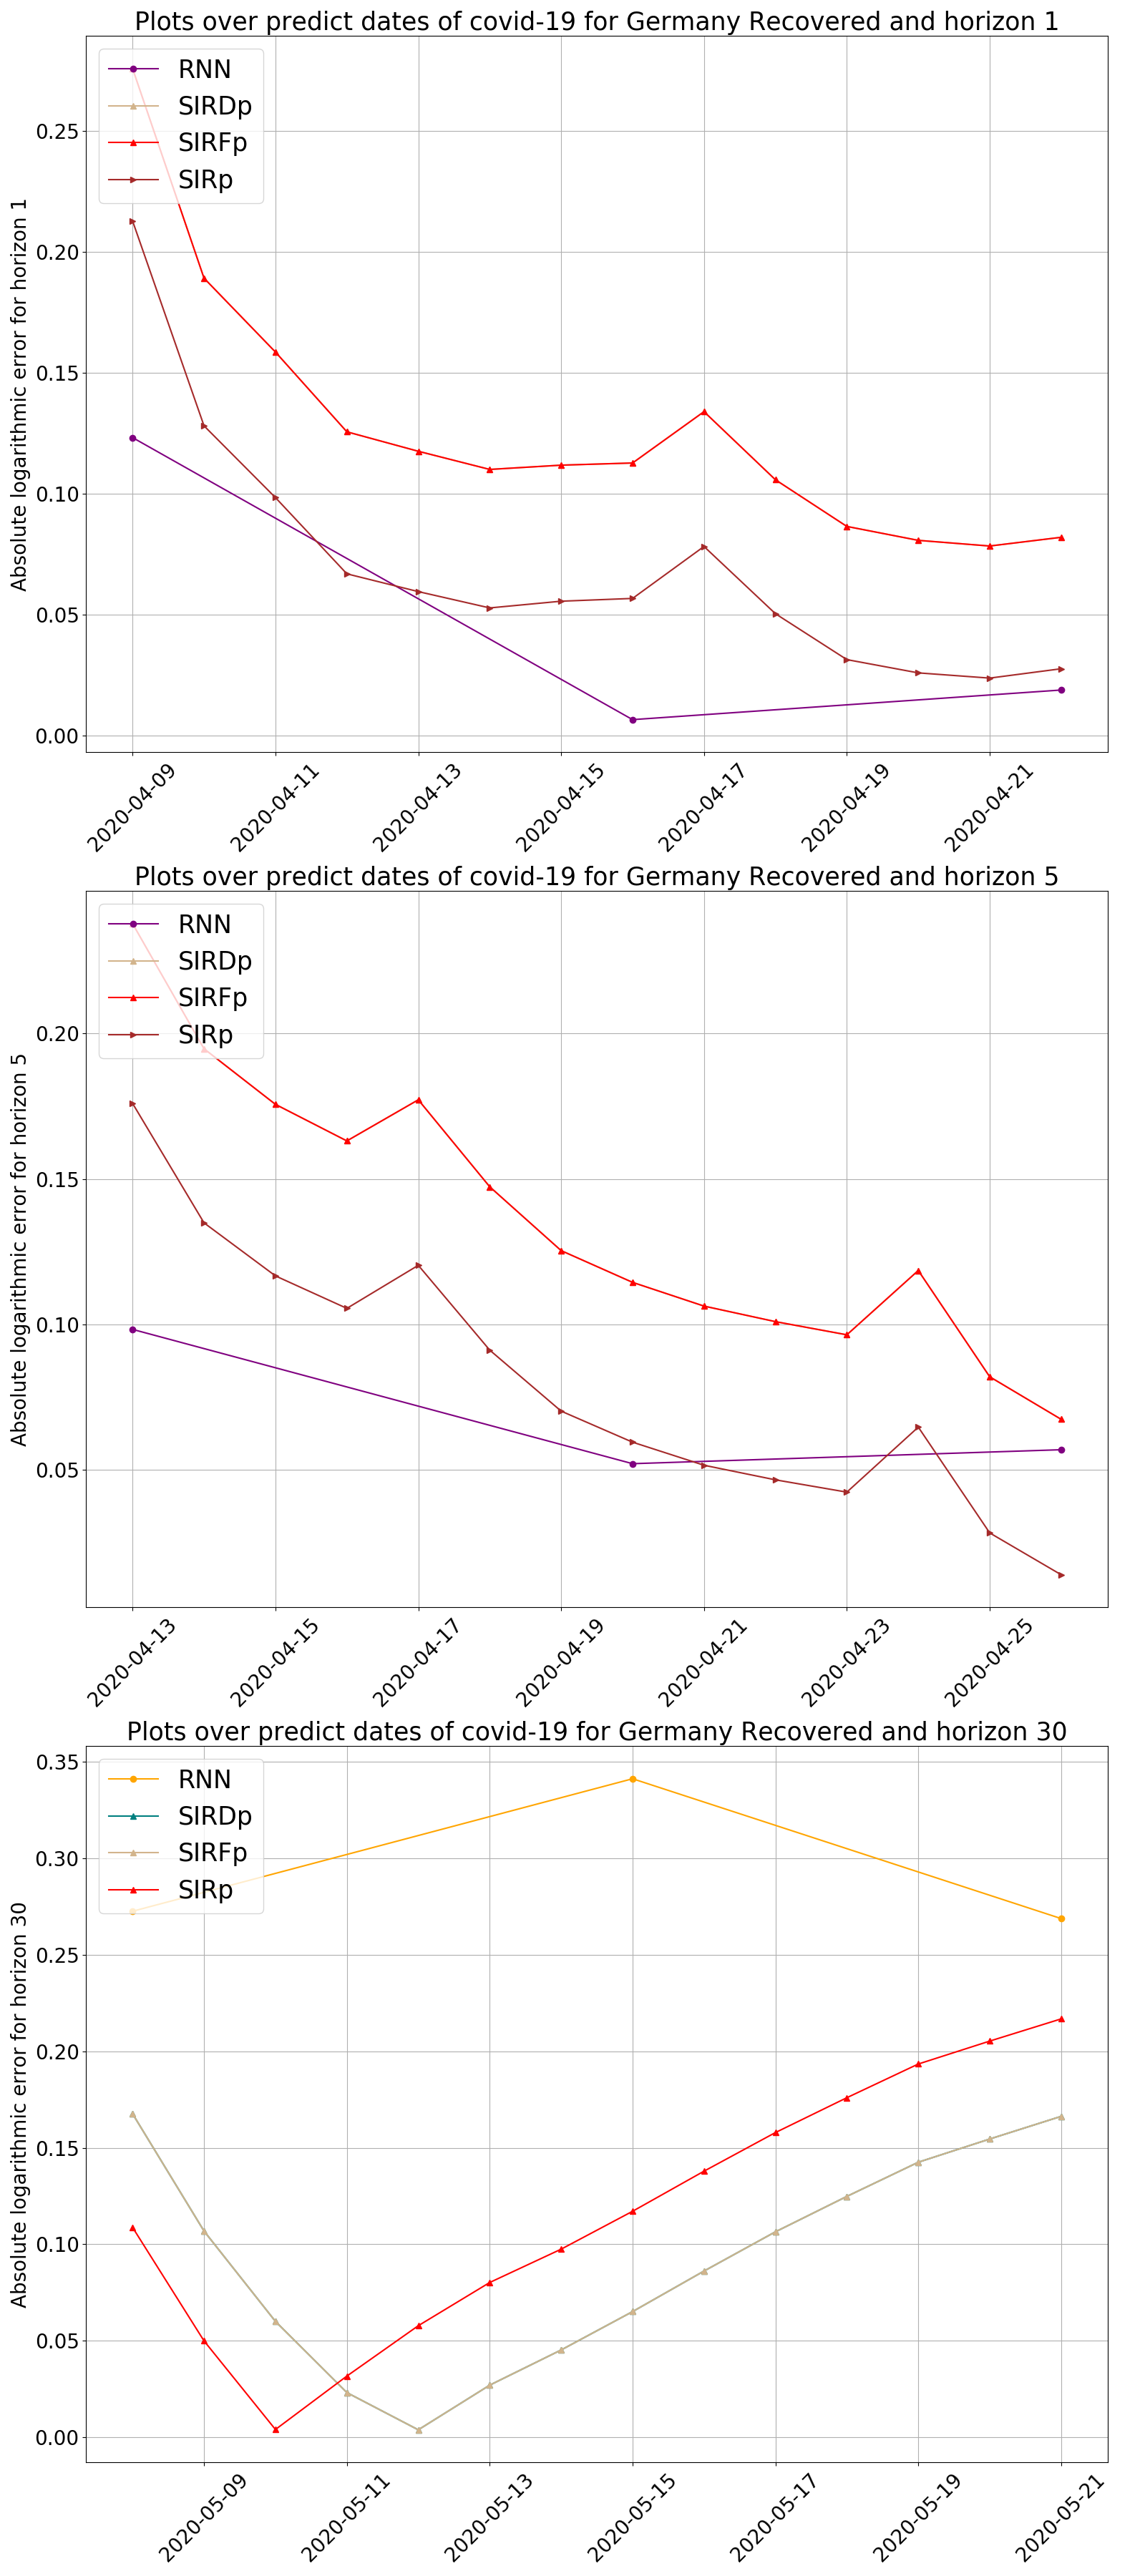 Plots over predict dates of covid-19 for Germany Recovered and horizon 1
RNN
SIRDp
SIRFp
SIRp
Absolute logarithmic error for horizon 1
0.25
0.20
0.15
0.10
0.05
0.00
2020-04-09
2020-04-11
2020-04-13
2020-04-15
2020-04-17
2020-04-19
2020-04-21
Plots over predict dates of covid-19 for Germany Recovered and horizon 5
RNN
SIRDp
SIRFp
SIRp
Absolute logarithmic error for horizon 5
0.20
0.15
0.10
0.05
2020-04-13
2020-04-15
2020-04-17
2020-04-19
2020-04-21
2020-04-23
2020-04-25
Plots over predict dates of covid-19 for Germany Recovered and horizon 30
RNN
SIRDp
SIRFp
SIRp
Absolute logarithmic error for horizon 30
0.35
0.30
0.25
0.20
0.15
0.10
0.05
0.00
2020-05-09
2020-05-11
2020-05-13
2020-05-15
2020-05-17
2020-05-19
2020-05-21